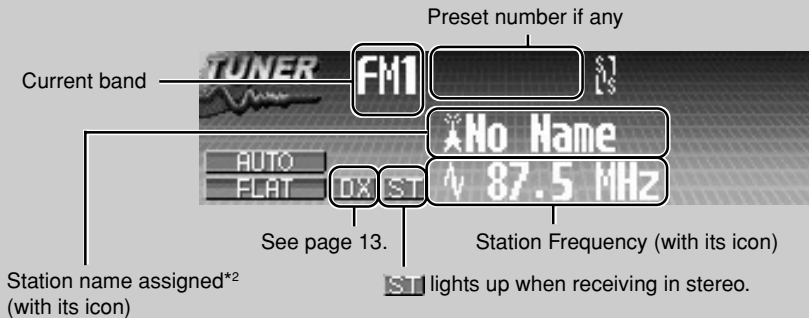 Preset number if any
Current band
TUNER
FM1
No Name
AUTO
FLAT
DX
ST
87.5 MHz
See page 13.
Station Frequency (with its icon)
Station name assigned*2
(with its icon)
ST lights up when receiving in stereo.